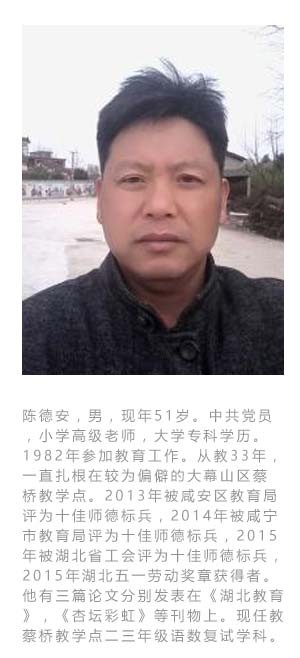 陈德安，男，现年51岁。中共党员
，小学高级老师，大学专科学历。
1982年参加教育工作。从教33年，
一直扎根在较为偏僻的大幕山区蔡
桥教学点。2013年被咸安区教育局
评为十佳师德标兵，2014年被咸宁
市教育局评为十佳师德标兵，2015
年被湖北省工会评为十佳师德标兵，
2015年湖北五一劳动奖章获得者。
他有三篇论文分别发表在《湖北教育
》，《杏坛彩虹》等刊物上。现任教
蔡桥教学点二三年级语数复试学科。